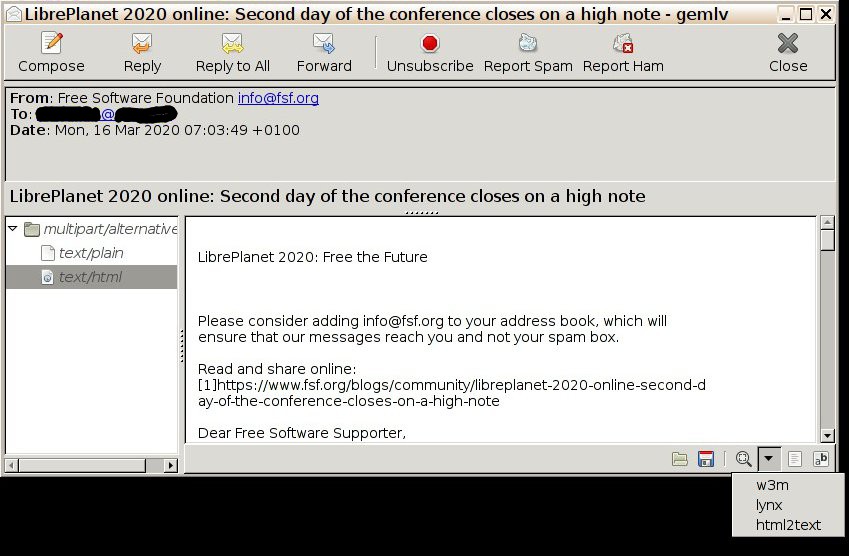 LibrePlanet 2020 online: Second day of the conference closes on a high note - gemlv
Compose Reply Reply to All Forward Unsubscribe Report Spam Report Ham Close
From: Free Software Foundation info@fsf.org
To: @
Date: Mon, 16 Mar 2020 07:03:49 +0100
LibrePlanet 2020 online: Second day of the conference closes on a high note
multipart/alternative
text/plain
text/html
LibrePlanet 2020: Free the Future
Please consider adding info@fsf.org to your address book, which will
ensure that our messages reach you and not your spam box.
Read and share online:
[1]https://www.fsf.org/blogs/community/libreplanet-2020-online-second-d
ay-of-the-conference-closes-on-a-high-note
Dear Free Software Supporter,
ab
w3m
lynx
html2text